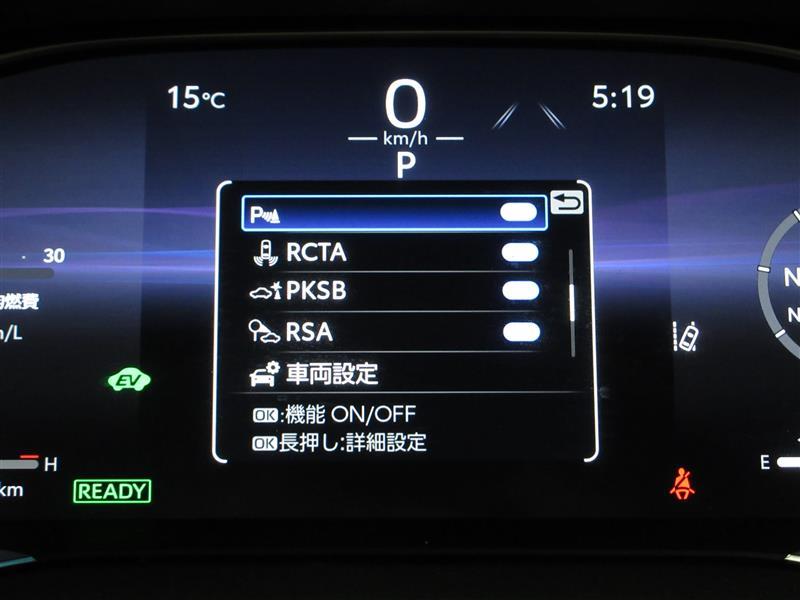 15℃
0
5:19
km/h
P
P
30
RCTA
燃費
PKSB
/L
RSA
EV
車両設定
OK:機能 ON/OFF
OK長押し:詳細設定
H
E
km
READY